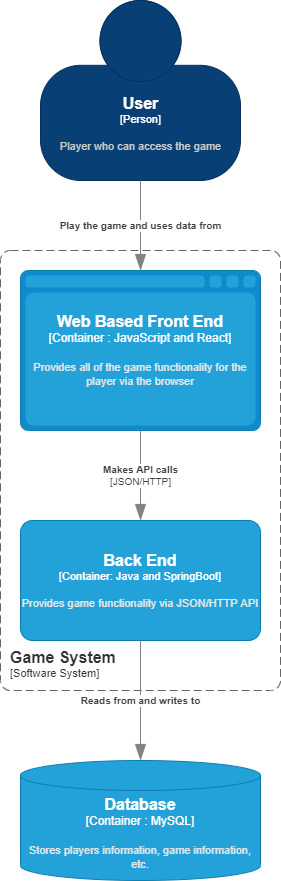 User
[Person]
Player who can access the game
Play the game and uses data from
Web Based Front End
[Container : JavaScript and React]
Provides all of the game functionality for the
player via the browser
Makes API calls
[JSON/HTTP]
Back End
[Container: Java and SpringBoot]
Provides game functionality via JSON/HTTP API
Game System
[Software System]
Reads from and writes to
Database
[Container : MySQL]
Stores players information, game information,
etc.